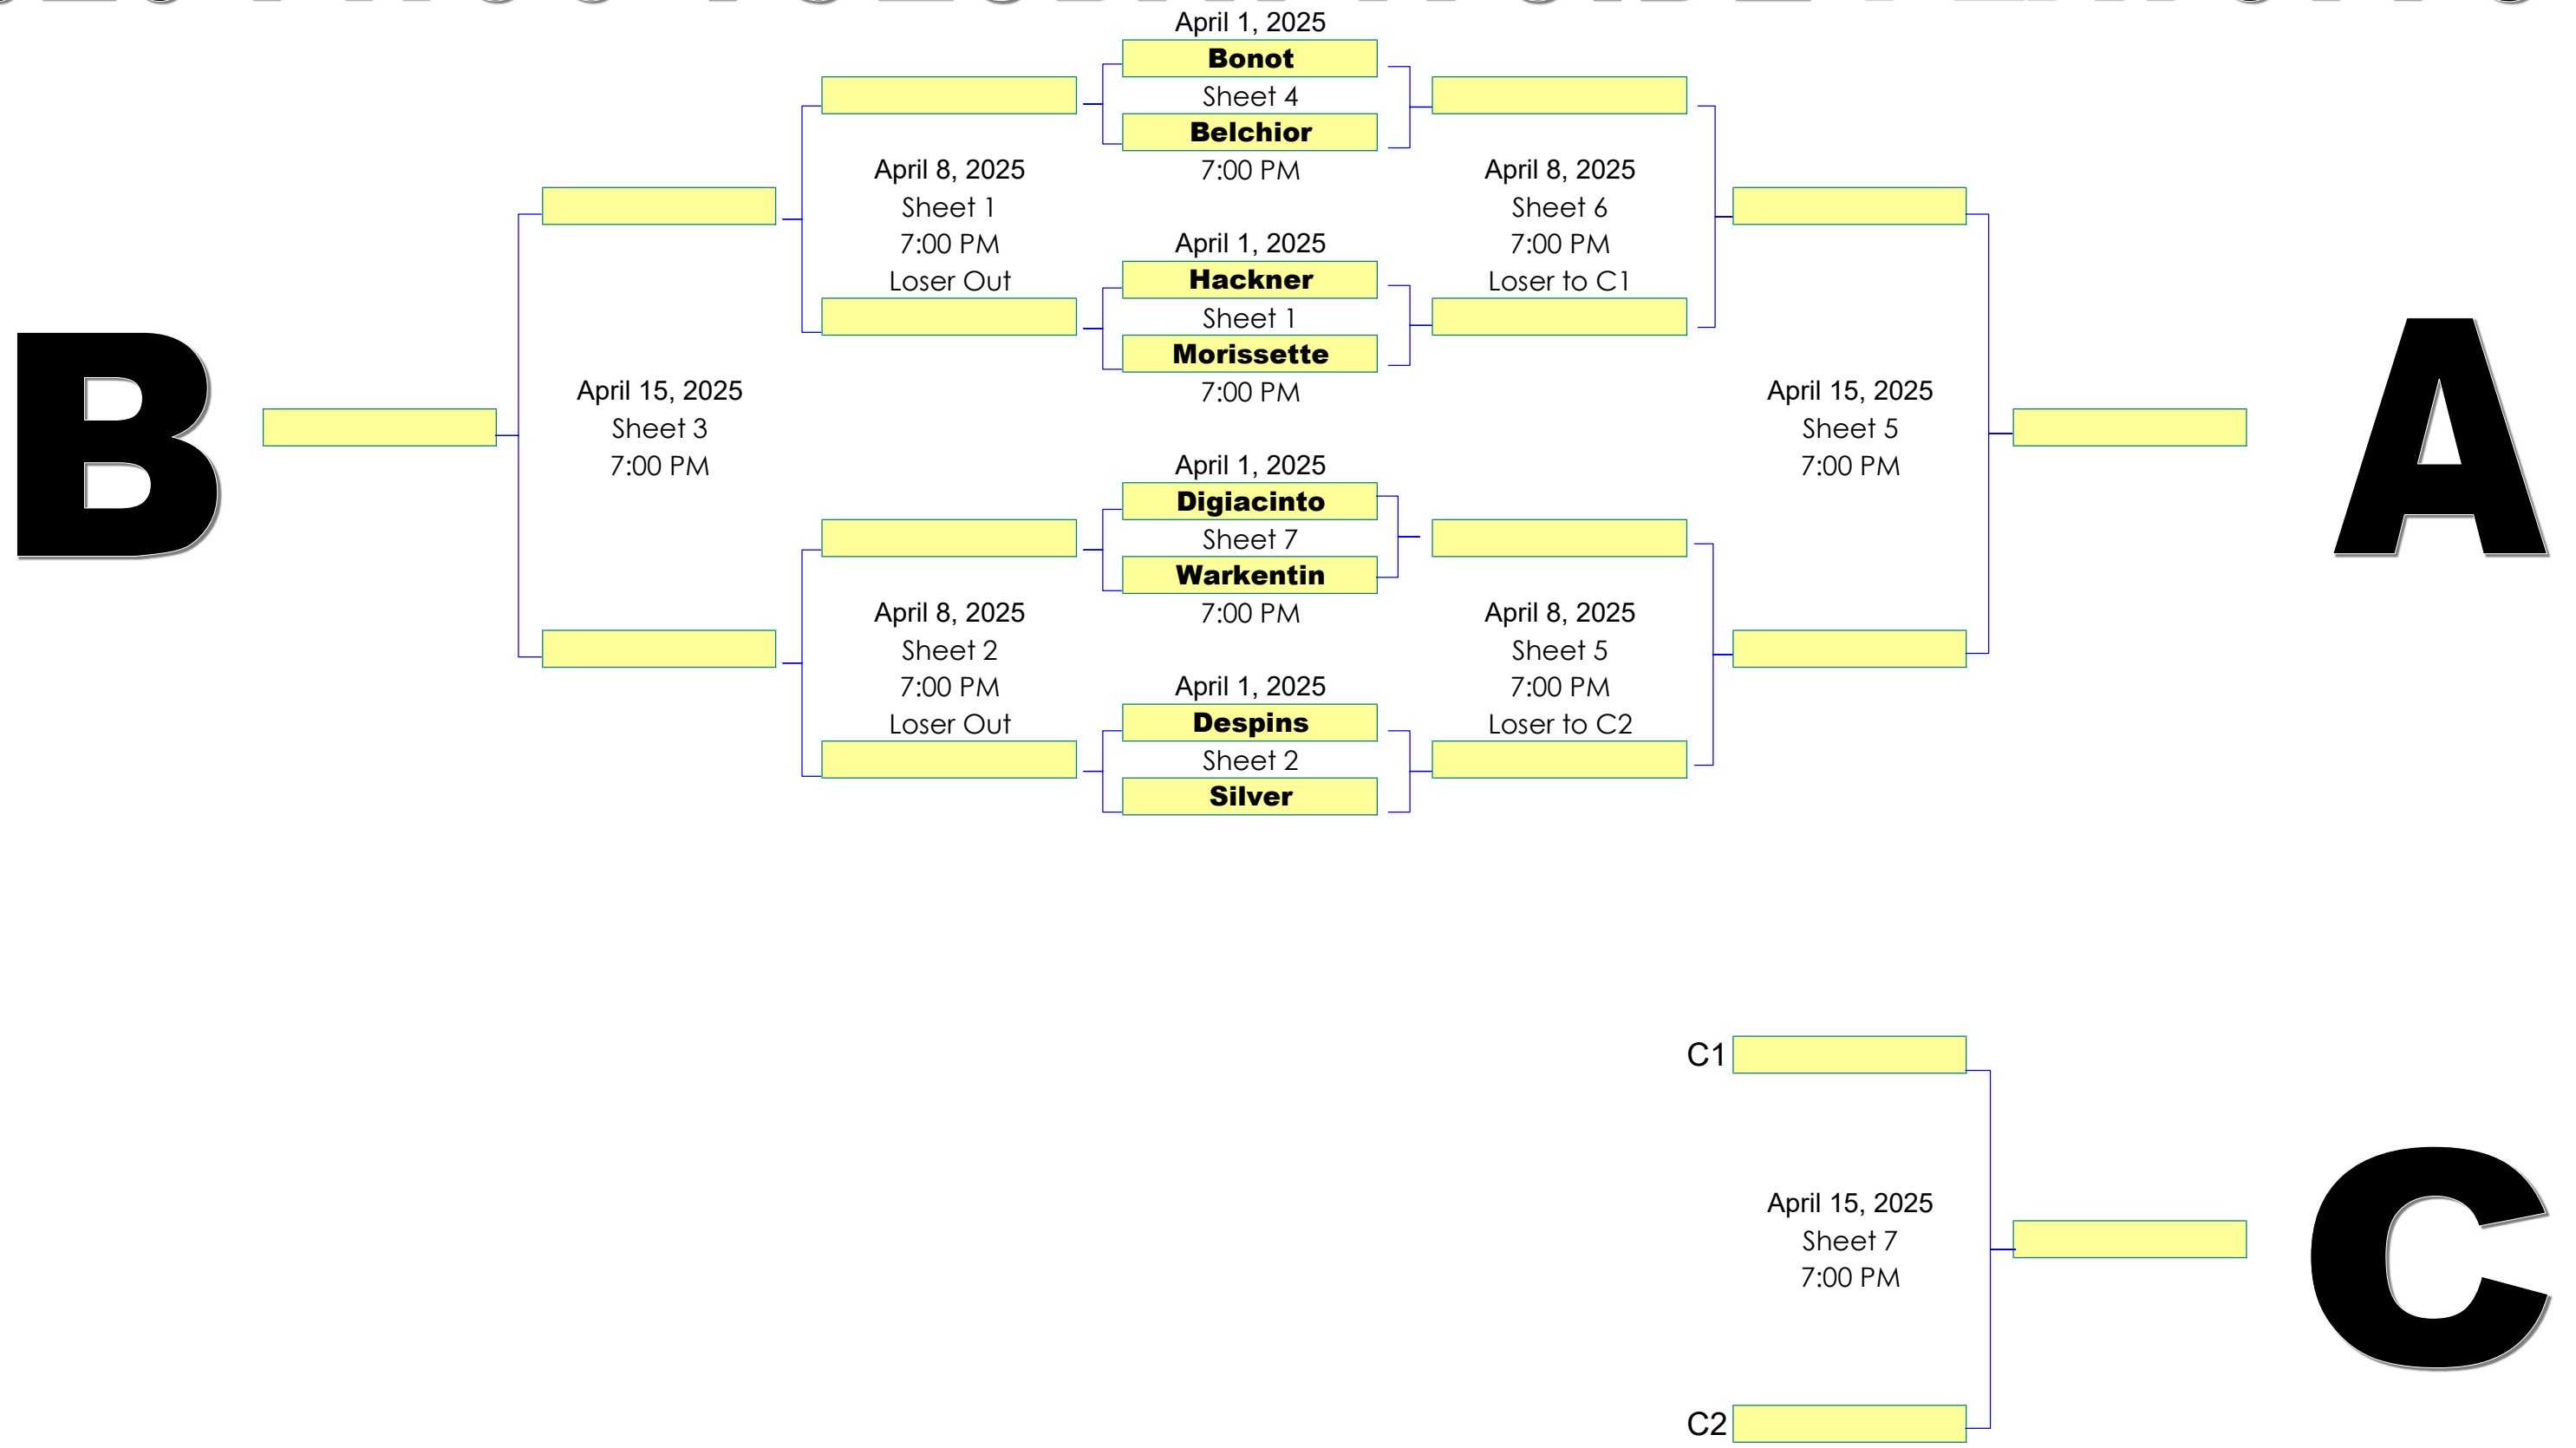 April 1, 2025
Bonot
Sheet 4
Belchior
7:00 PM
April 8, 2025
Sheet 1
7:00 PM
Loser Out
April 8, 2025
Sheet 6
7:00 PM
Loser to C1
April 1, 2025
Hackner
Sheet 1
Morissette
7:00 PM
B
April 15, 2025
Sheet 3
7:00 PM
April 15, 2025
Sheet 5
7:00 PM
A
April 1, 2025
Digiacinto
Sheet 7
Warkentin
7:00 PM
April 8, 2025
Sheet 2
7:00 PM
Loser Out
April 8, 2025
Sheet 5
7:00 PM
Loser to C2
April 1, 2025
Despins
Sheet 2
Silver
C1
April 15, 2025
Sheet 7
7:00 PM
C
C2